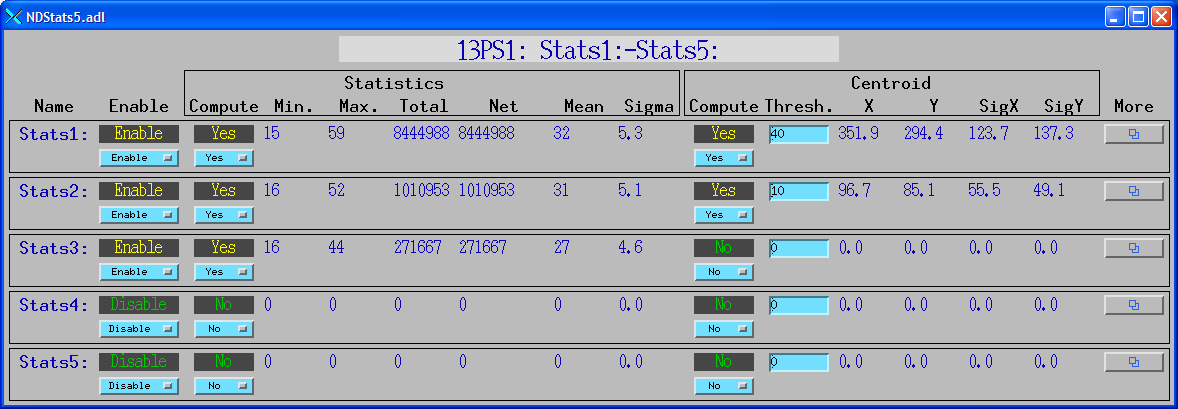 NDStats5.adl
13PS1: Stats1:-Stats5:
Statistics Centroid
Name Enable Compute Min. Max. Total Net Mean Sigma Compute Thresh. X Y SigX SigY More
Stats1: Enable Yes 15 59 8444988 8444988 32 5.3 Yes 40 351.9 294.4 123.7 137.3
Enable Yes Yes
Stats2: Enable Yes 16 52 1010953 1010953 31 5.1 Yes 10 96.7 85.1 55.5 49.1
Enable Yes Yes
Stats3: Enable Yes 16 44 271667 271667 27 4.6 No 0 0.0 0.0 0.0 0.0
Enable Yes No
Stats4: Disable No 0 0 0 0 0 0.0 No 0 0.0 0.0 0.0 0.0
Disable No No
Stats5: Disable No 0 0 0 0 0 0.0 No 0 0.0 0.0 0.0 0.0
Disable No No